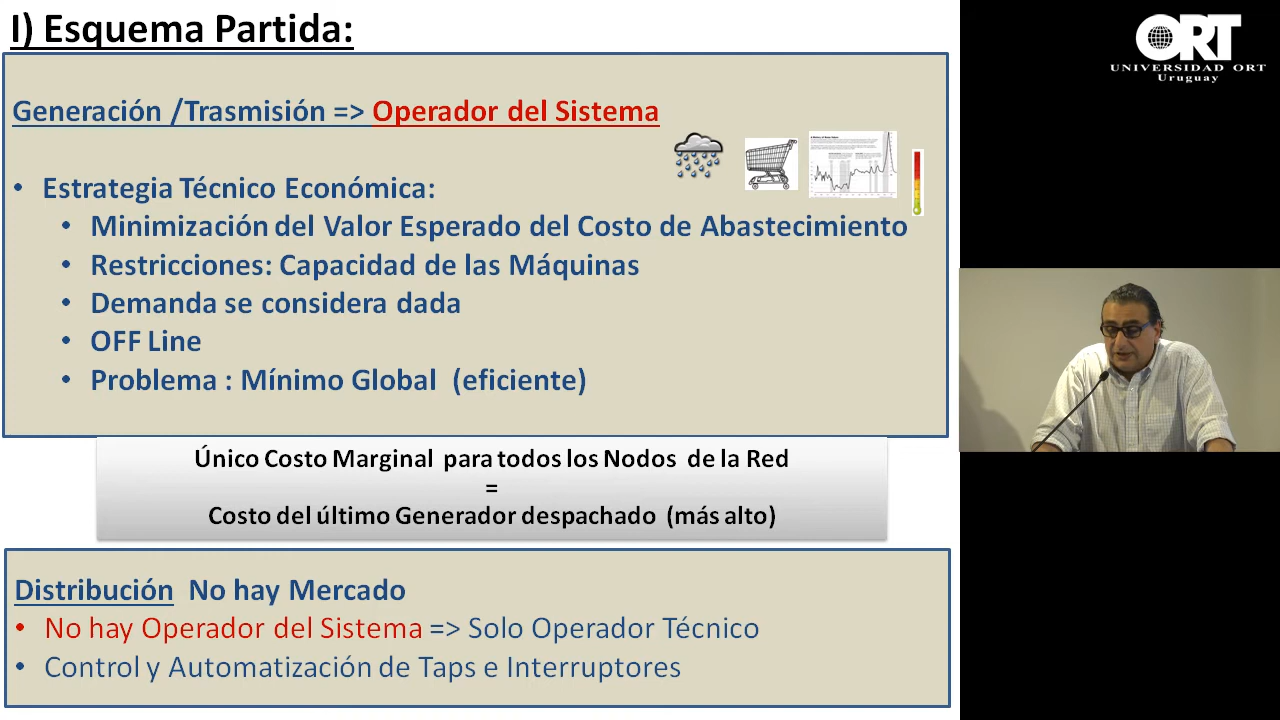 I) Esquema Partida:
Generación /Trasmisión => Operador del Sistema
• Estrategia Técnico Económica:
• Minimización del Valor Esperado del Costo de Abastecimiento
• Restricciones: Capacidad de las Máquinas
• Demanda se considera dada
• OFF Line
• Problema : Mínimo Global (eficiente)
Único Costo Marginal para todos los Nodos de la Red
=
Costo del último Generador despachado (más alto)
Distribución No hay Mercado
• No hay Operador del Sistema => Solo Operador Técnico
• Control y Automatización de Taps e Interruptores
ORT
UNIVERSIDAD ORT
Uruguay